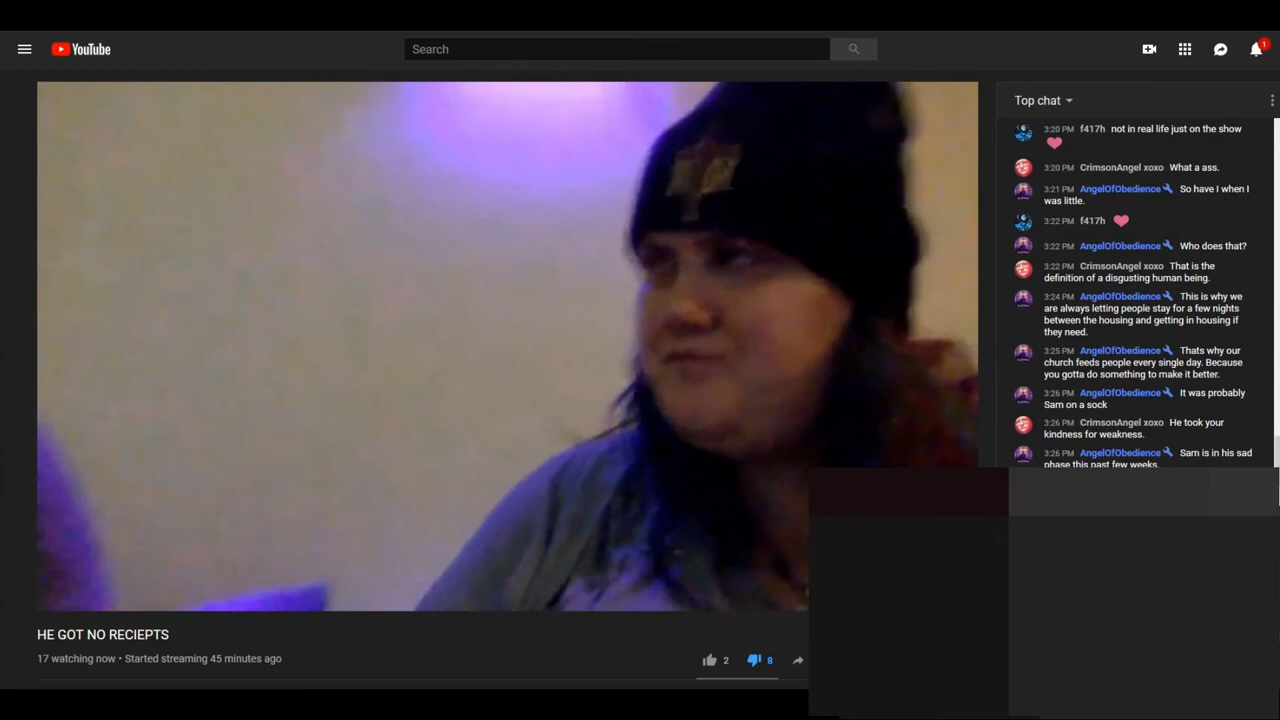 YouTube
Search
1
Top chat
3:20 PM f417h not in real life just on the show
3:20 PM CrimsonAngel xoxo What a ass.
3:21 PM AngelOfObedience So have I when I
was little.
3:22 PM f417h
3:22 PM AngelOfObedience Who does that?
3:22 PM CrimsonAngel xoxo That is the
definition of a disgusting human being.
3:24 PM AngelOfObedience This is why we
are always letting people stay for a few nights
between the housing and getting in housing if
they need.
3:25 PM AngelOfObedience Thats why our
church feeds people every single day. Because
you gotta do something to make it better.
3:26 PM AngelOfObedience It was probably
Sam on a sock
3:26 PM CrimsonAngel xoxo He took your
kindness for weakness.
3:26 PM AngelOfObedience Sam is in his sad
phase this past few weeks.
HE GOT NO RECIEPTS
17 watching now • Started streaming 45 minutes ago
2
8